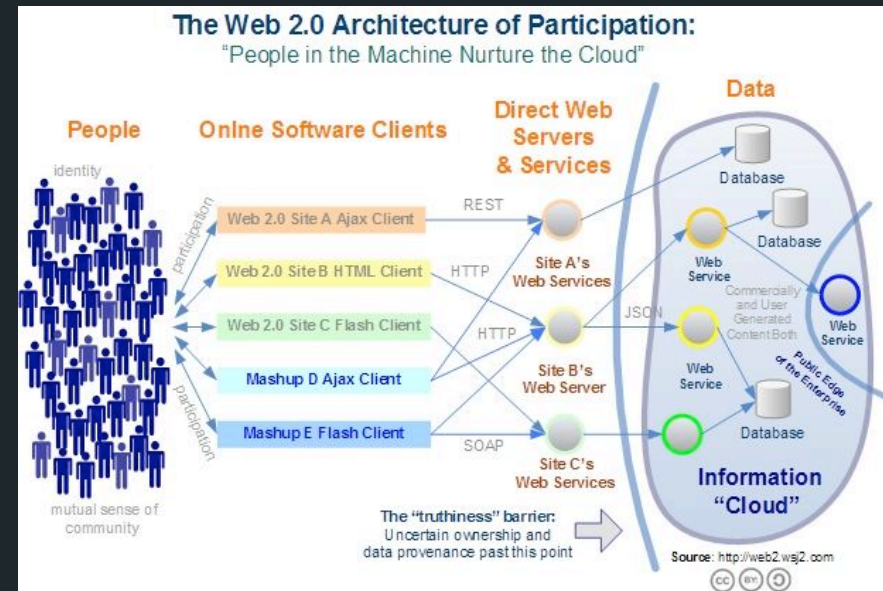 The Web 2.0 Architecture of Participation:
"People in the Machine Nurture the Cloud"
People
Onlne Software Clients
Direct Web
Servers
& Services
Data
identity
participation
participation
mutual sense of
community
Web 2.0 Site A Ajax Client
Web 2.0 Site B HTML Client
Web 2.0 Site C Flash Client
Mashup D Ajax Client
Mashup E Flash Client
REST
HTTP
HTTP
SOAP
Site A's
Web Services
Site B's
Web Server
Site C's
Web Services
JSON
Database
Database
Web
Service
Commercially
and User
Generated
Content Both
Web
Service
Web
Service
Public Edge
of the Enterprise
Database
Information
"Cloud"
The "truthiness" barrier:
Uncertain ownership and
data provenance past this point
Source: http://web2.wsj2.com
CC BY: